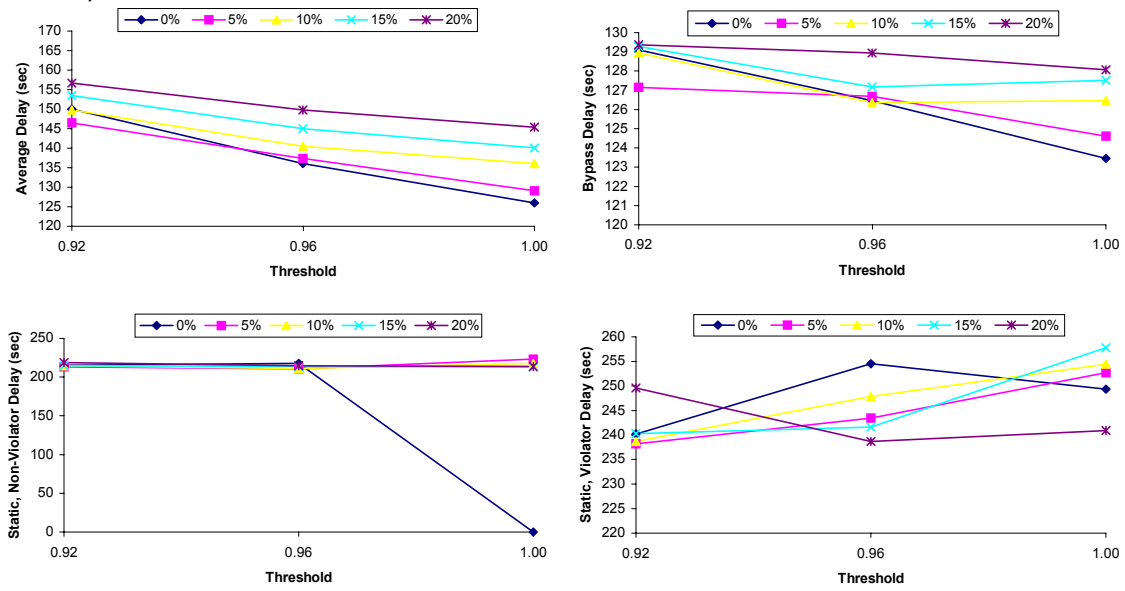 0% 5% 10% 15% 20%
170
165
160
155
150
145
140
135
130
125
120
Average Delay (sec)
0.92 0.96 1.00
Threshold
0% 5% 10% 15% 20%
130
129
128
127
126
125
124
123
122
121
120
Bypass Delay (sec)
0.92 0.96 1.00
Threshold
0% 5% 10% 15% 20%
250
200
150
100
50
0
Static, Non-Violator Delay (sec)
0.92 0.96 1.00
Threshold
0% 5% 10% 15% 20%
260
255
250
245
240
235
230
225
220
Static, Violator Delay (sec)
0.92 0.96 1.00
Threshold